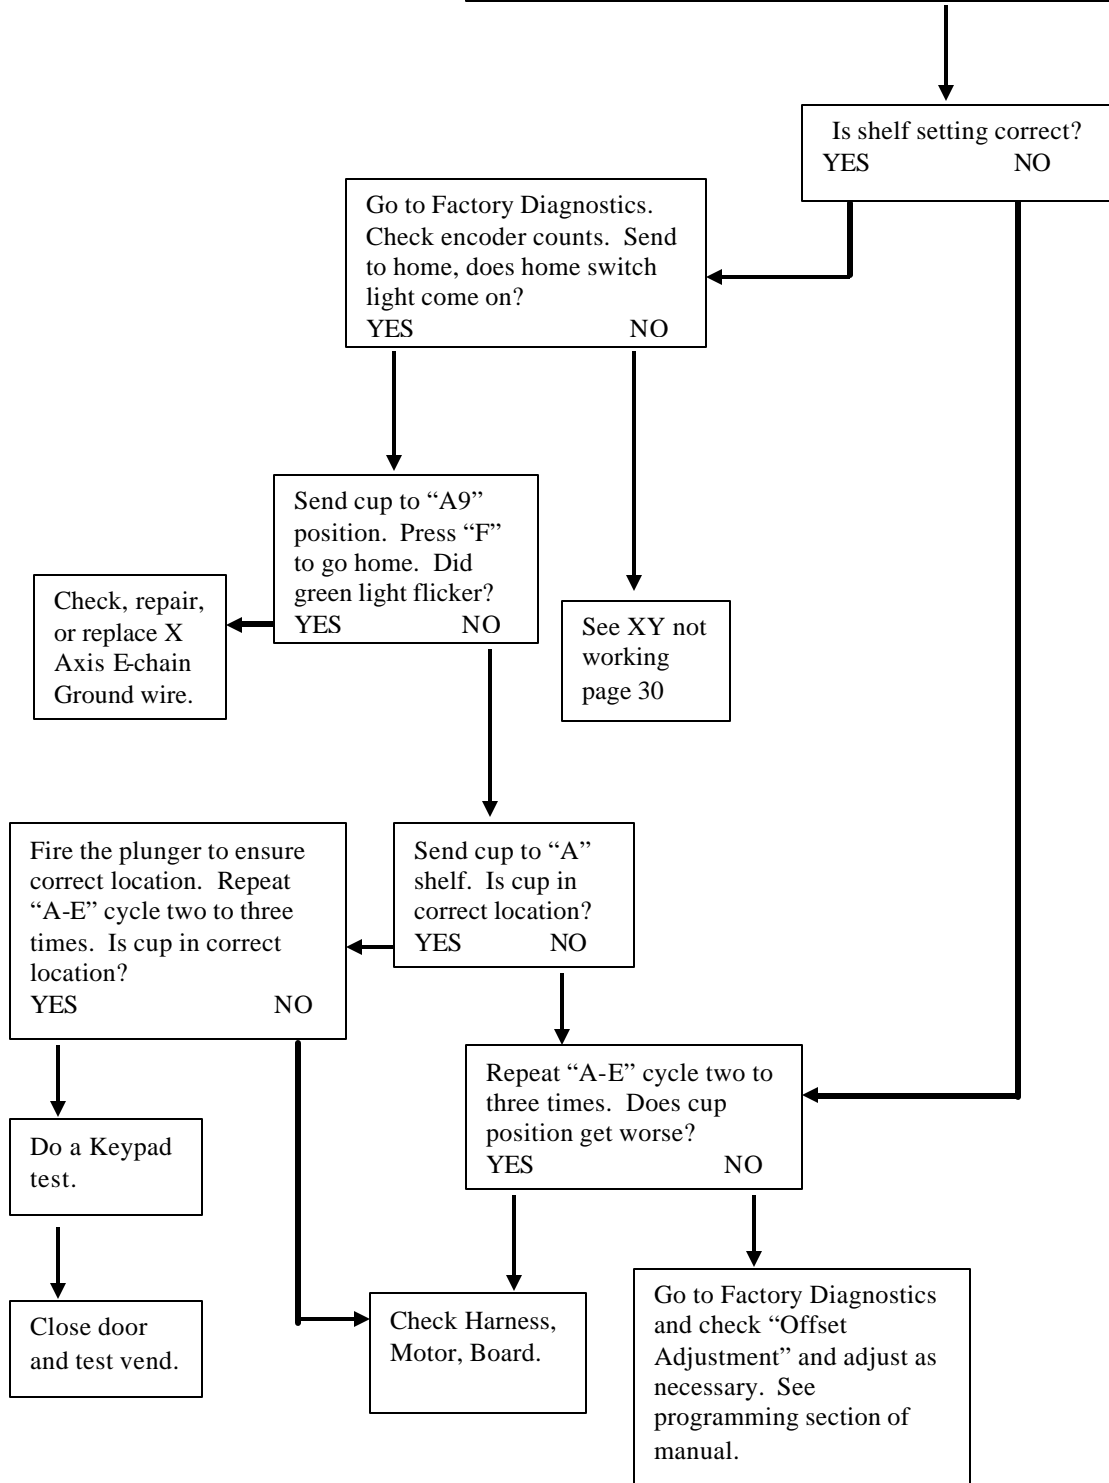 Is shelf setting correct?
YES NO
Go to Factory Diagnostics.
Check encoder counts. Send
to home, does home switch
light come on?
YES NO
Send cup to “A9”
position. Press “F”
to go home. Did
green light flicker?
YES NO
Check, repair,
or replace X
Axis E-chain
Ground wire.
See XY not
working
page 30
Fire the plunger to ensure
correct location. Repeat
“A-E” cycle two to three
times. Is cup in correct
location?
YES NO
Send cup to “A”
shelf. Is cup in
correct location?
YES NO
Repeat “A-E” cycle two to
three times. Does cup
position get worse?
YES NO
Do a Keypad
test.
Close door
and test vend.
Check Harness,
Motor, Board.
Go to Factory Diagnostics
and check “Offset
Adjustment” and adjust as
necessary. See
programming section of
manual.